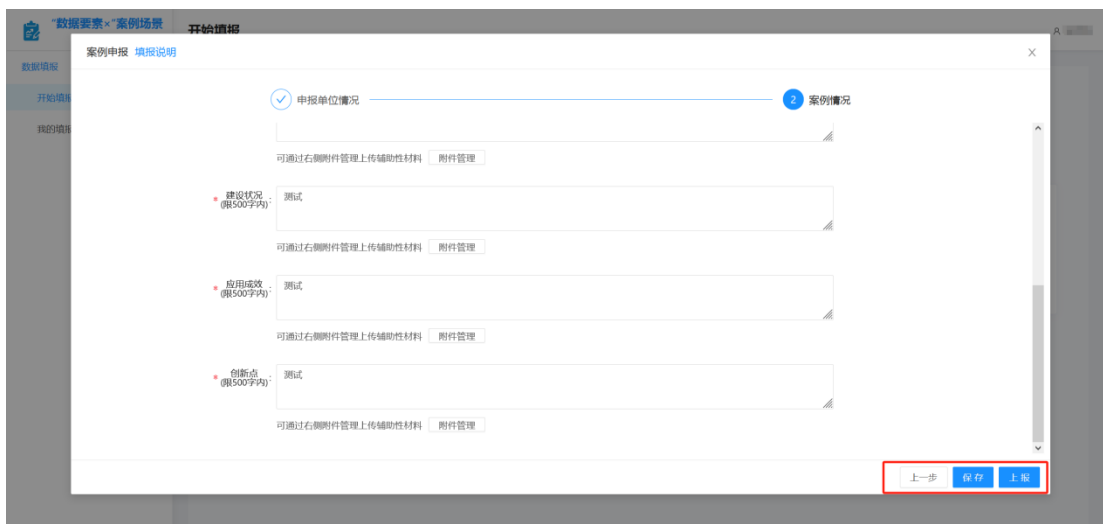 "数据要素×"案例场景
开始填报
案例申报 填报说明
数据填报
开始填报
我的填报
申报单位情况
2 案例情况
可通过右侧附件管理上传辅助性材料 附件管理
* 建设状况 :
(限500字内)
测试
可通过右侧附件管理上传辅助性材料 附件管理
* 应用成效 :
(限500字内)
测试
可通过右侧附件管理上传辅助性材料 附件管理
* 创新点 :
(限500字内)
测试
可通过右侧附件管理上传辅助性材料 附件管理
上一步 保存 上报